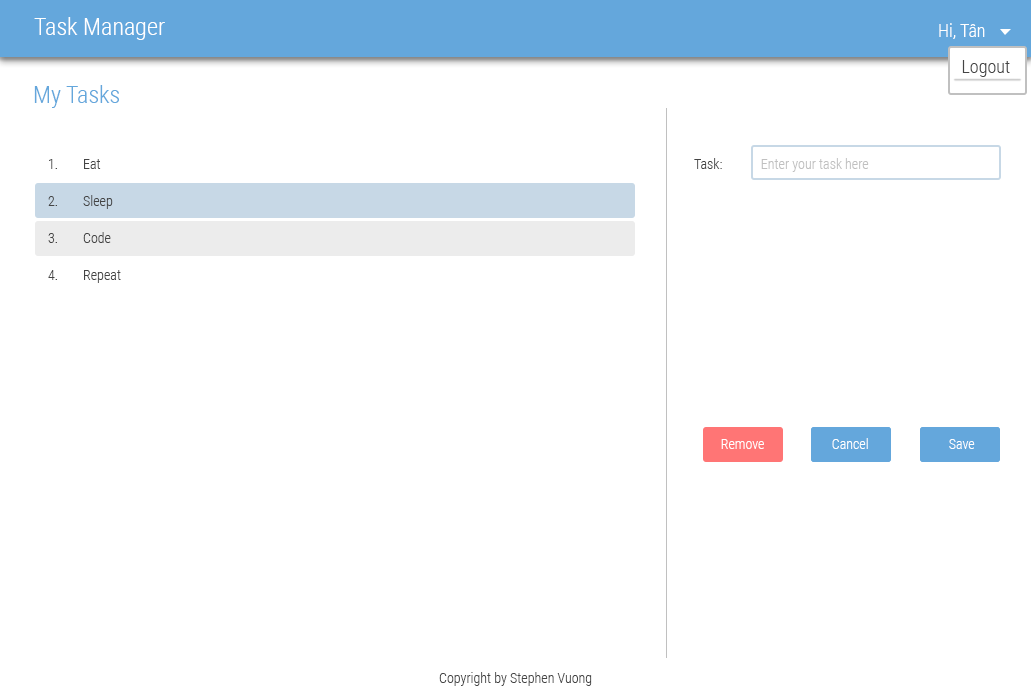 Task Manager
Hi, Tân
Logout
My Tasks
1. Eat
2. Sleep
3. Code
4. Repeat
Task: Enter your task here
Remove Cancel Save
Copyright by Stephen Vuong